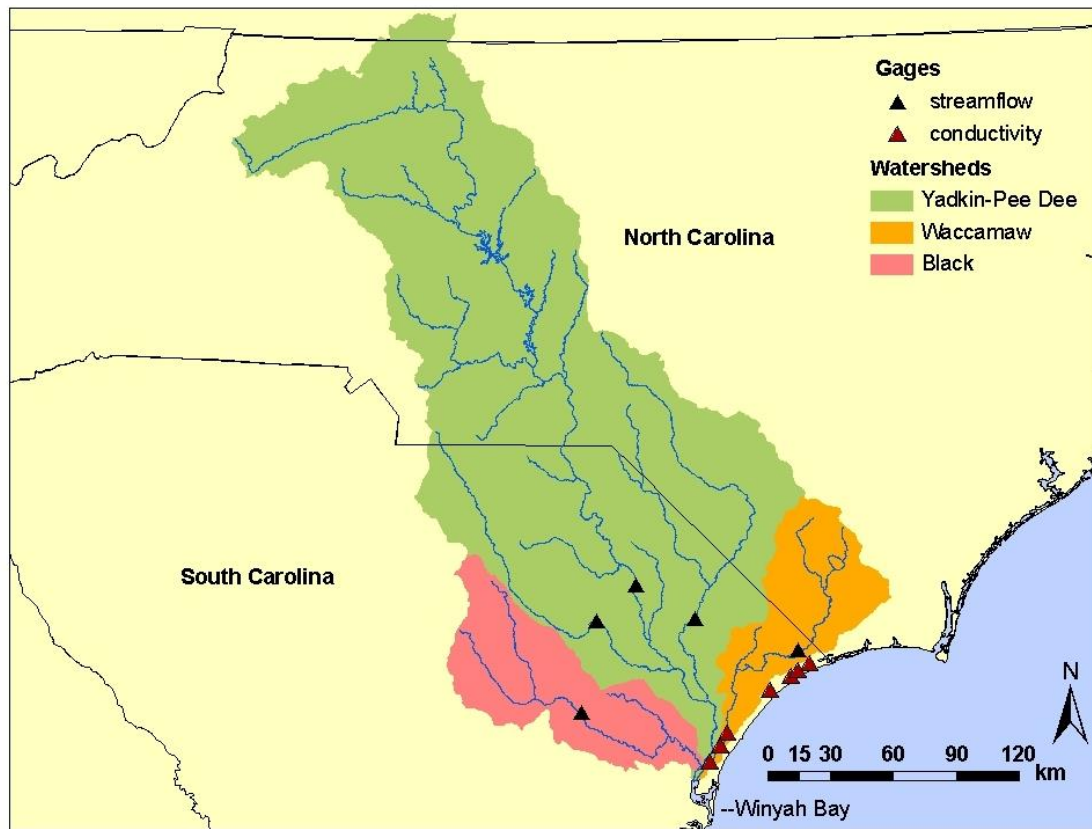 Gages
streamflow
conductivity
Watersheds
Yadkin-Pee Dee
Waccamaw
Black
North Carolina
South Carolina
N
0 15 30 60 90 120
km
--Winyah Bay